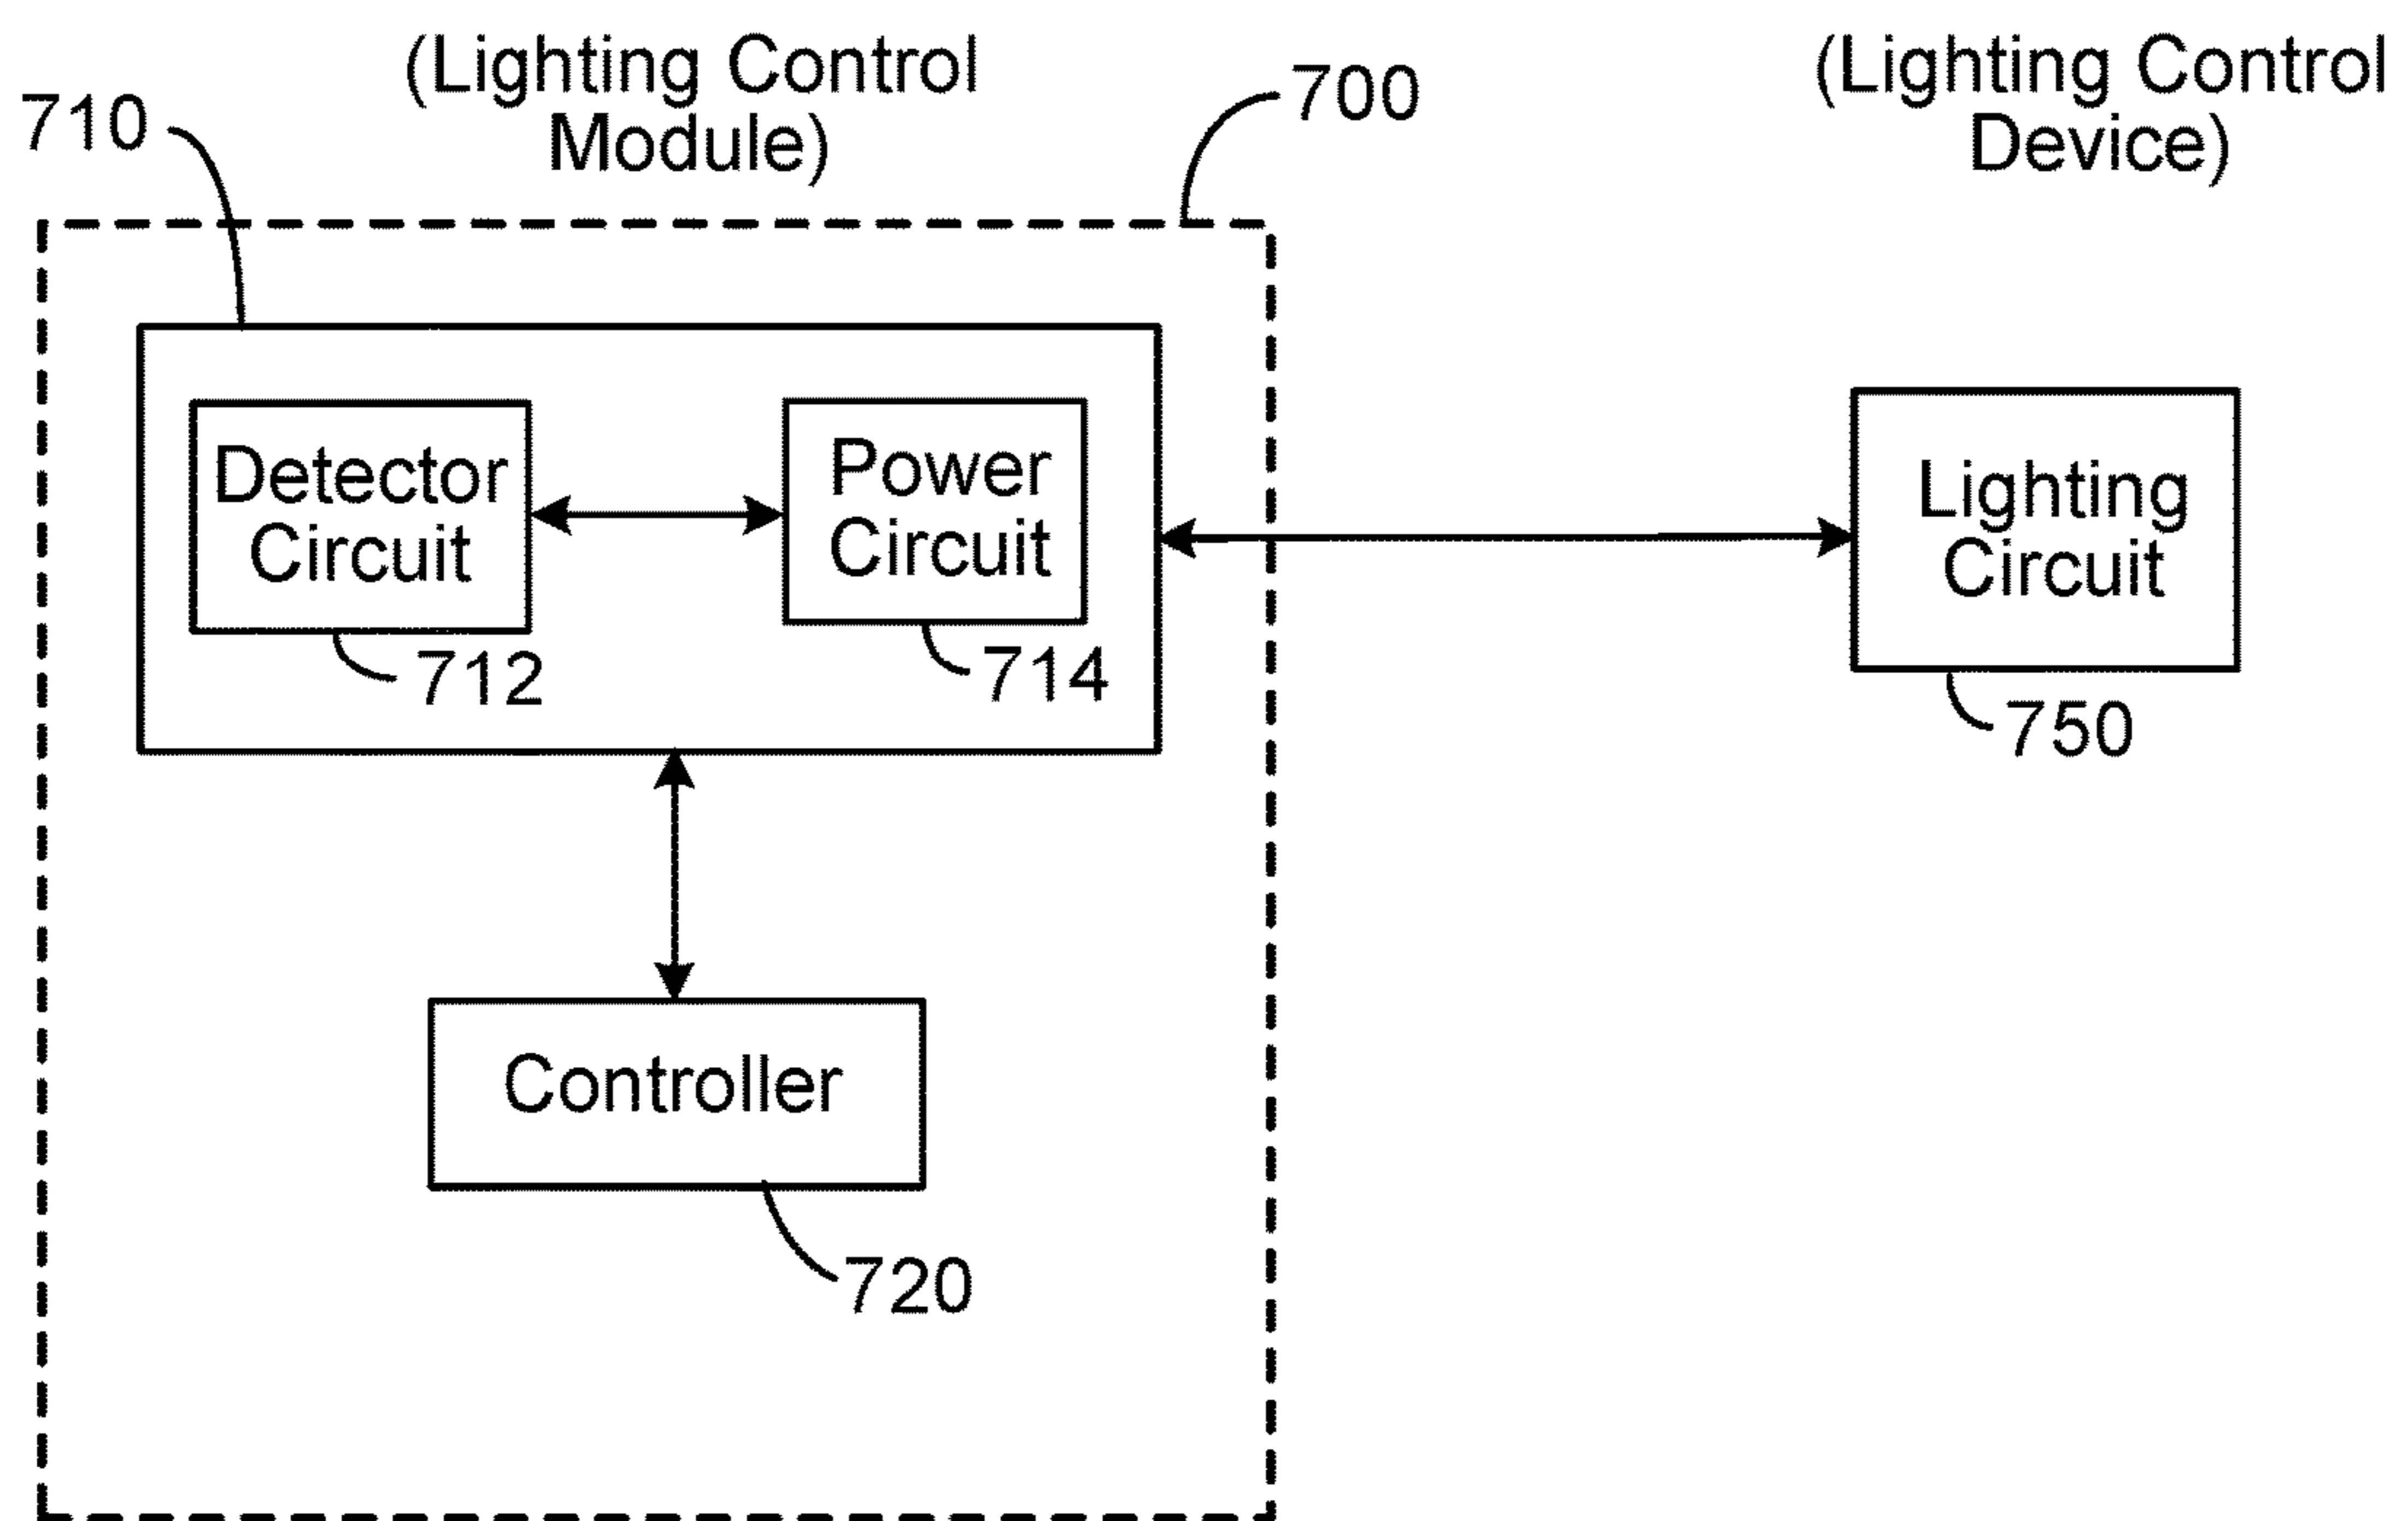 (Lighting Control
Module)
700
(Lighting Control
Device)
710
Detector
Circuit
712
Power
Circuit
714
Lighting
Circuit
750
Controller
720